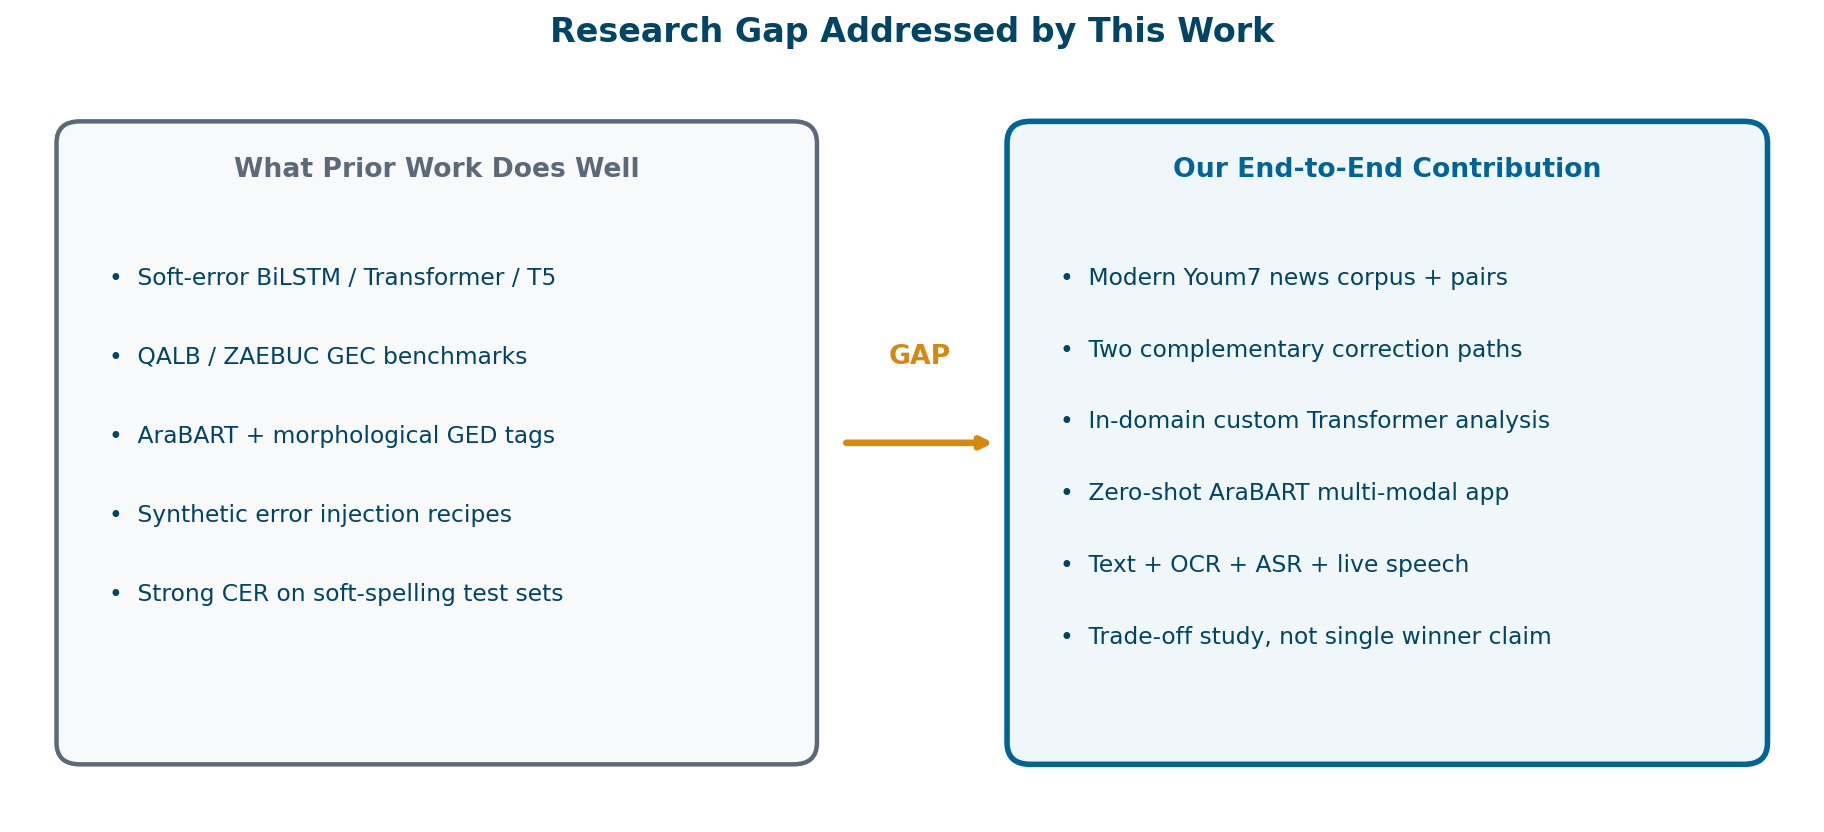 Research Gap Addressed by This Work
What Prior Work Does Well
• Soft-error BiLSTM / Transformer / T5
• QALB / ZAEBUC GEC benchmarks
• AraBART + morphological GED tags
• Synthetic error injection recipes
• Strong CER on soft-spelling test sets
GAP
Our End-to-End Contribution
• Modern Youm7 news corpus + pairs
• Two complementary correction paths
• In-domain custom Transformer analysis
• Zero-shot AraBART multi-modal app
• Text + OCR + ASR + live speech
• Trade-off study, not single winner claim